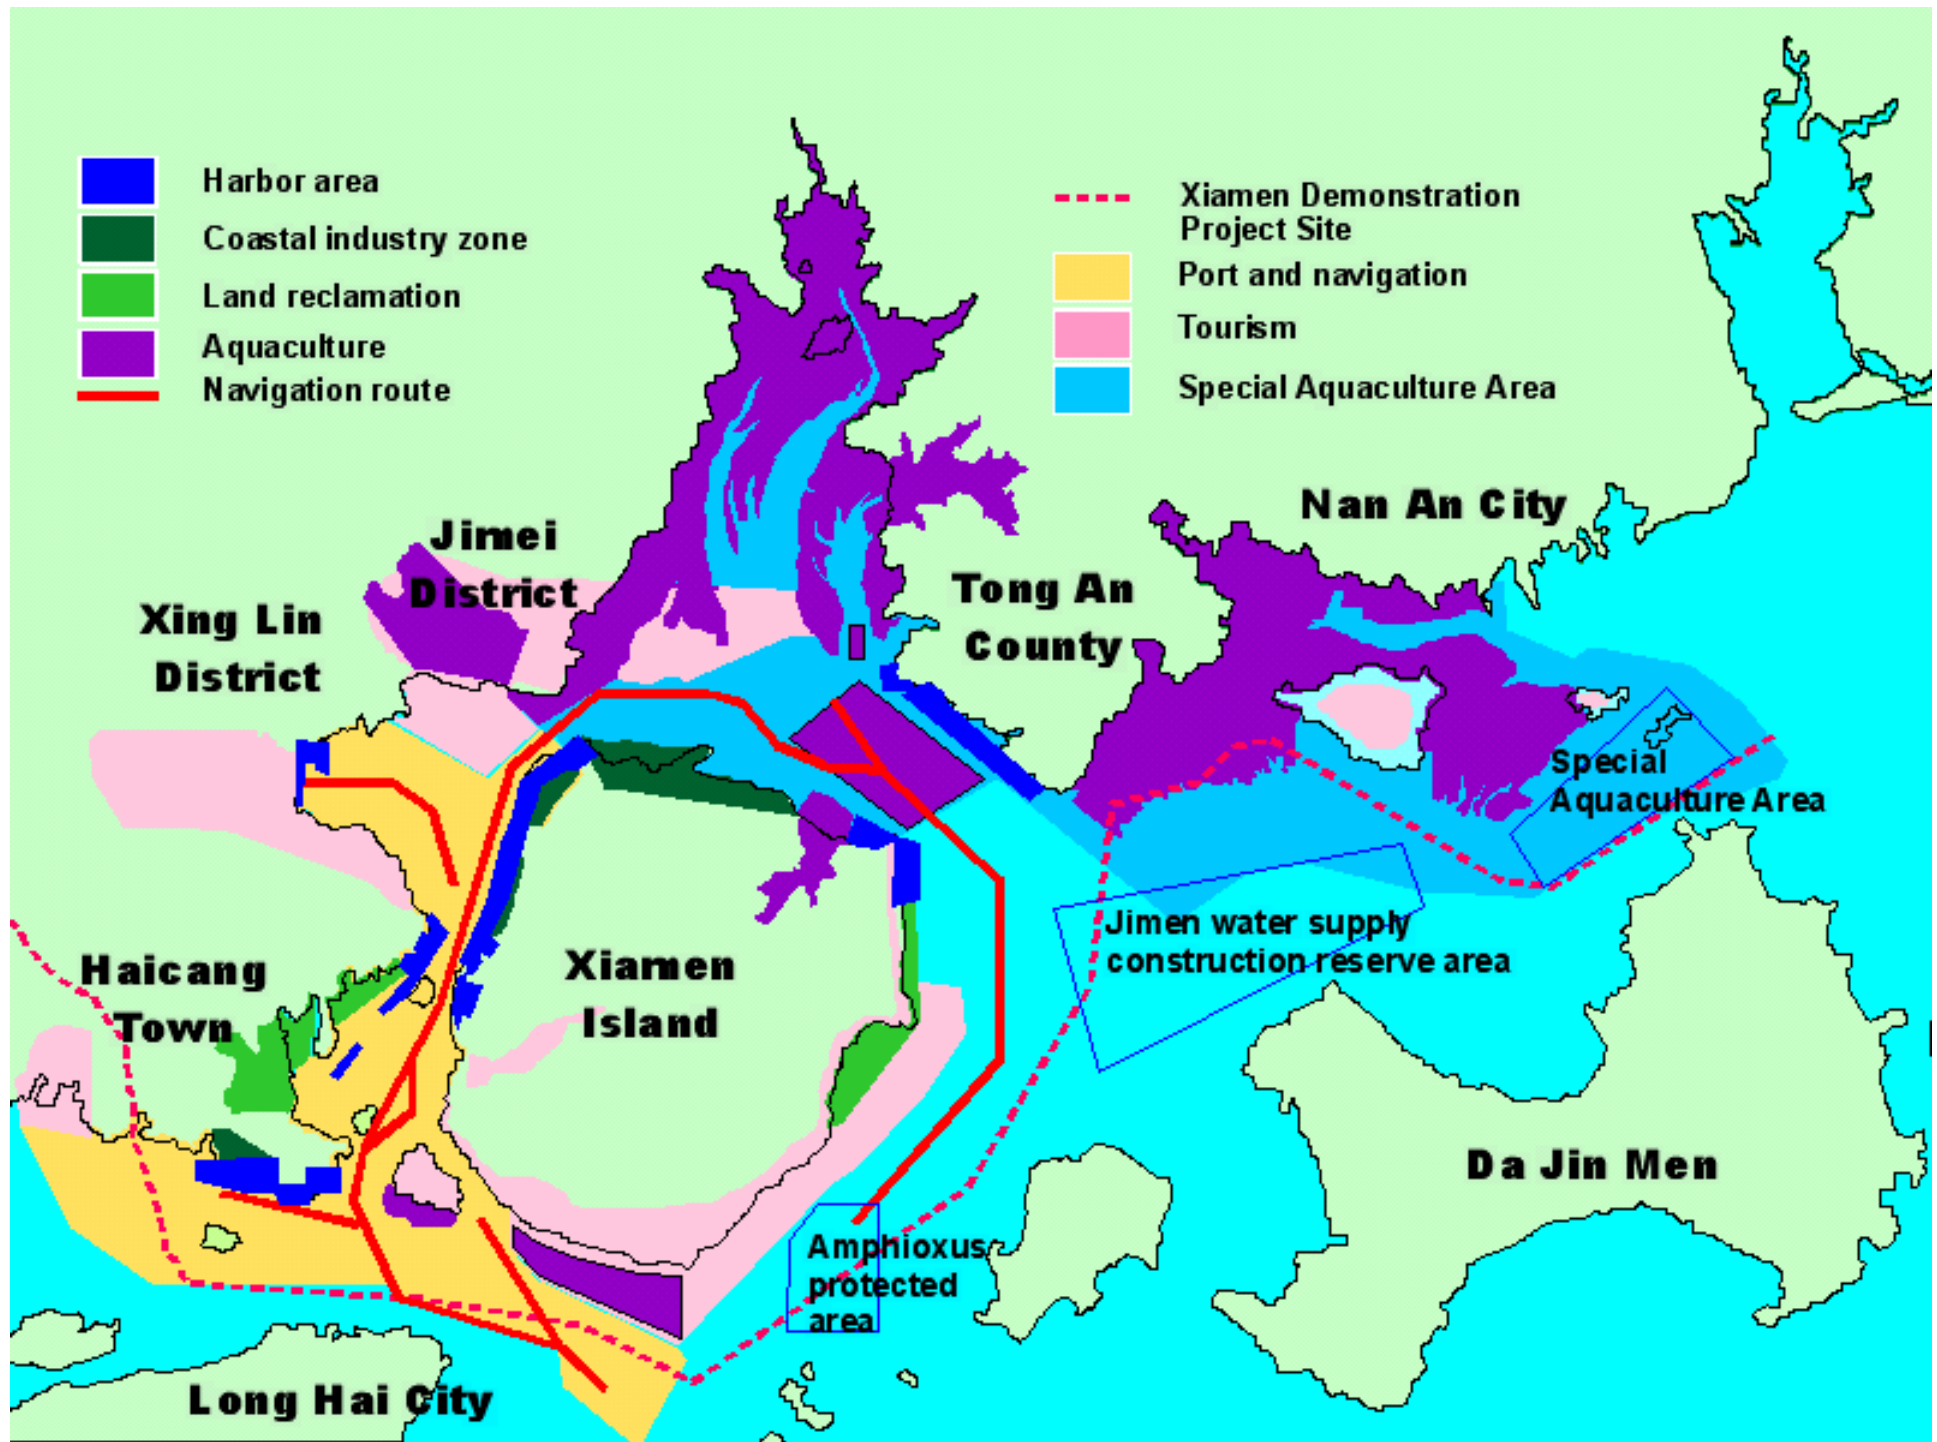 Harbor area
Coastal industry zone
Land reclamation
Aquaculture
Navigation route
Xiamen Demonstration
Project Site
Port and navigation
Tourism
Special Aquaculture Area
Jimei
District
Xing Lin
District
Tong An
County
Nan An City
Special
Aquaculture Area
Jimen water supply
construction reserve area
Haicang
Town
Xiamen
Island
Da Jin Men
Amphioxus
protected
area
Long Hai City